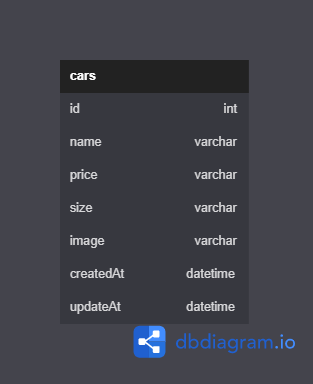 cars
id int
name varchar
price varchar
size varchar
image varchar
createdAt datetime
updateAt datetime
dbdiagram.io